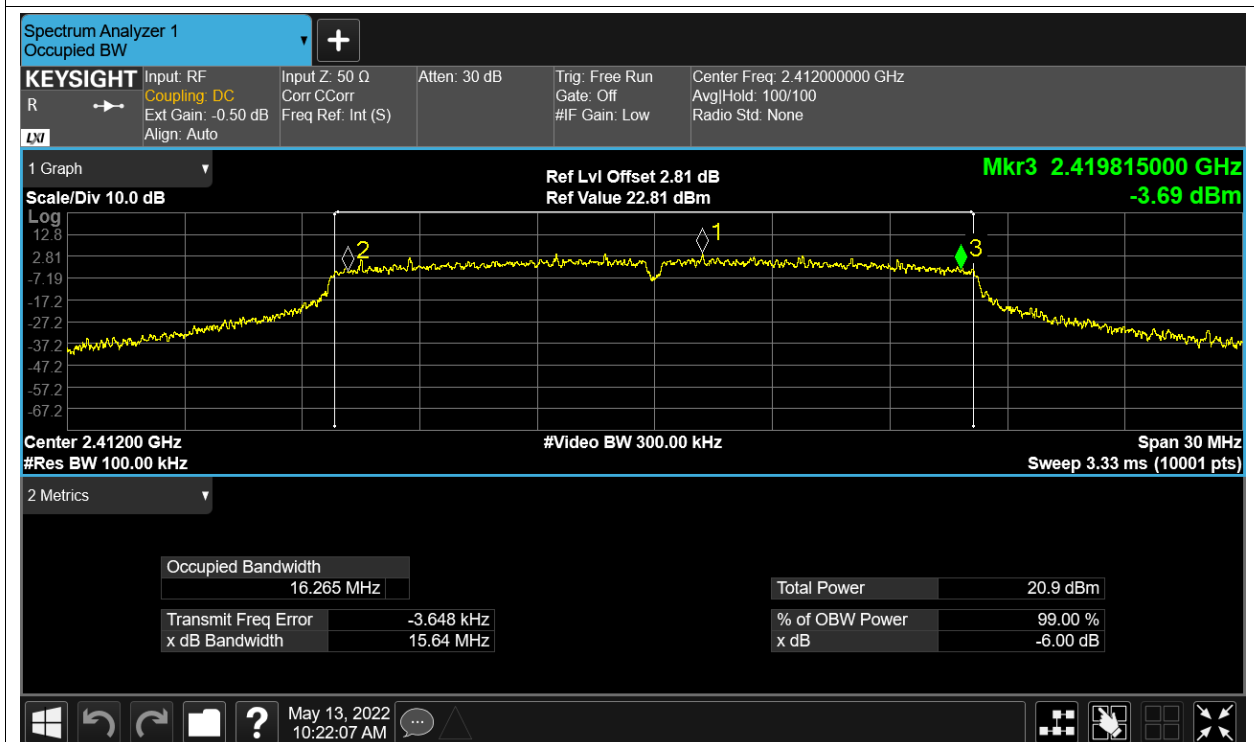 Spectrum Analyzer 1
Occupied BW
+
KEYSIGHT
R
LXI
Input: RF
Coupling: DC
Ext Gain: -0.50 dB
Align: Auto
Input Z: 50 Ω
Corr CCorr
Freq Ref: Int (S)
Atten: 30 dB
Trig: Free Run
Gate: Off
#IF Gain: Low
Center Freq: 2.412000000 GHz
Avg|Hold: 100/100
Radio Std: None
1 Graph
Scale/Div 10.0 dB
Ref Lvl Offset 2.81 dB
Ref Value 22.81 dBm
Mkr3 2.419815000 GHz
-3.69 dBm
Log
12.8
2.81
-7.19
-17.2
-27.2
-37.2
-47.2
-57.2
-67.2
2
1
3
Center 2.41200 GHz
#Video BW 300.00 kHz
Span 30 MHz
#Res BW 100.00 kHz
Sweep 3.33 ms (10001 pts)
2 Metrics
Occupied Bandwidth
16.265 MHz
Transmit Freq Error -3.648 kHz
x dB Bandwidth 15.64 MHz
Total Power 20.9 dBm
% of OBW Power 99.00 %
x dB -6.00 dB
?
May 13, 2022
10:22:07 AM